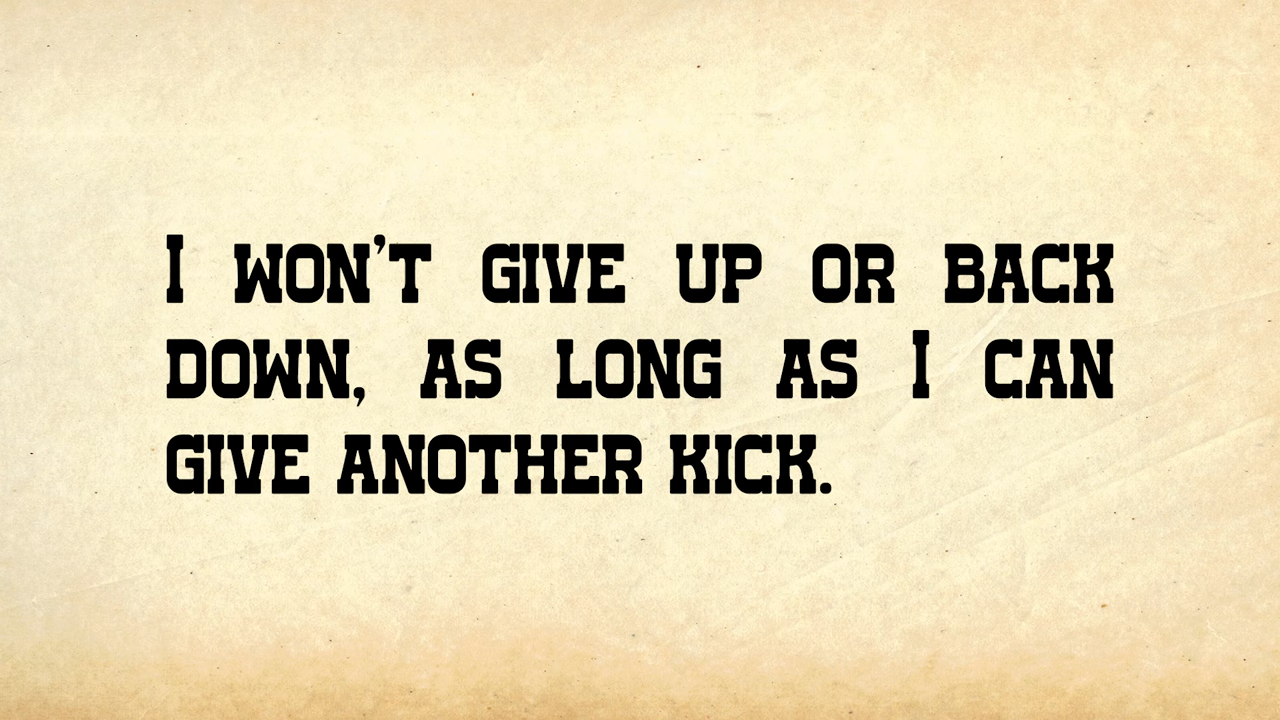 I WON'T GIVE UP OR BACK
DOWN, AS LONG AS I CAN
GIVE ANOTHER KICK.